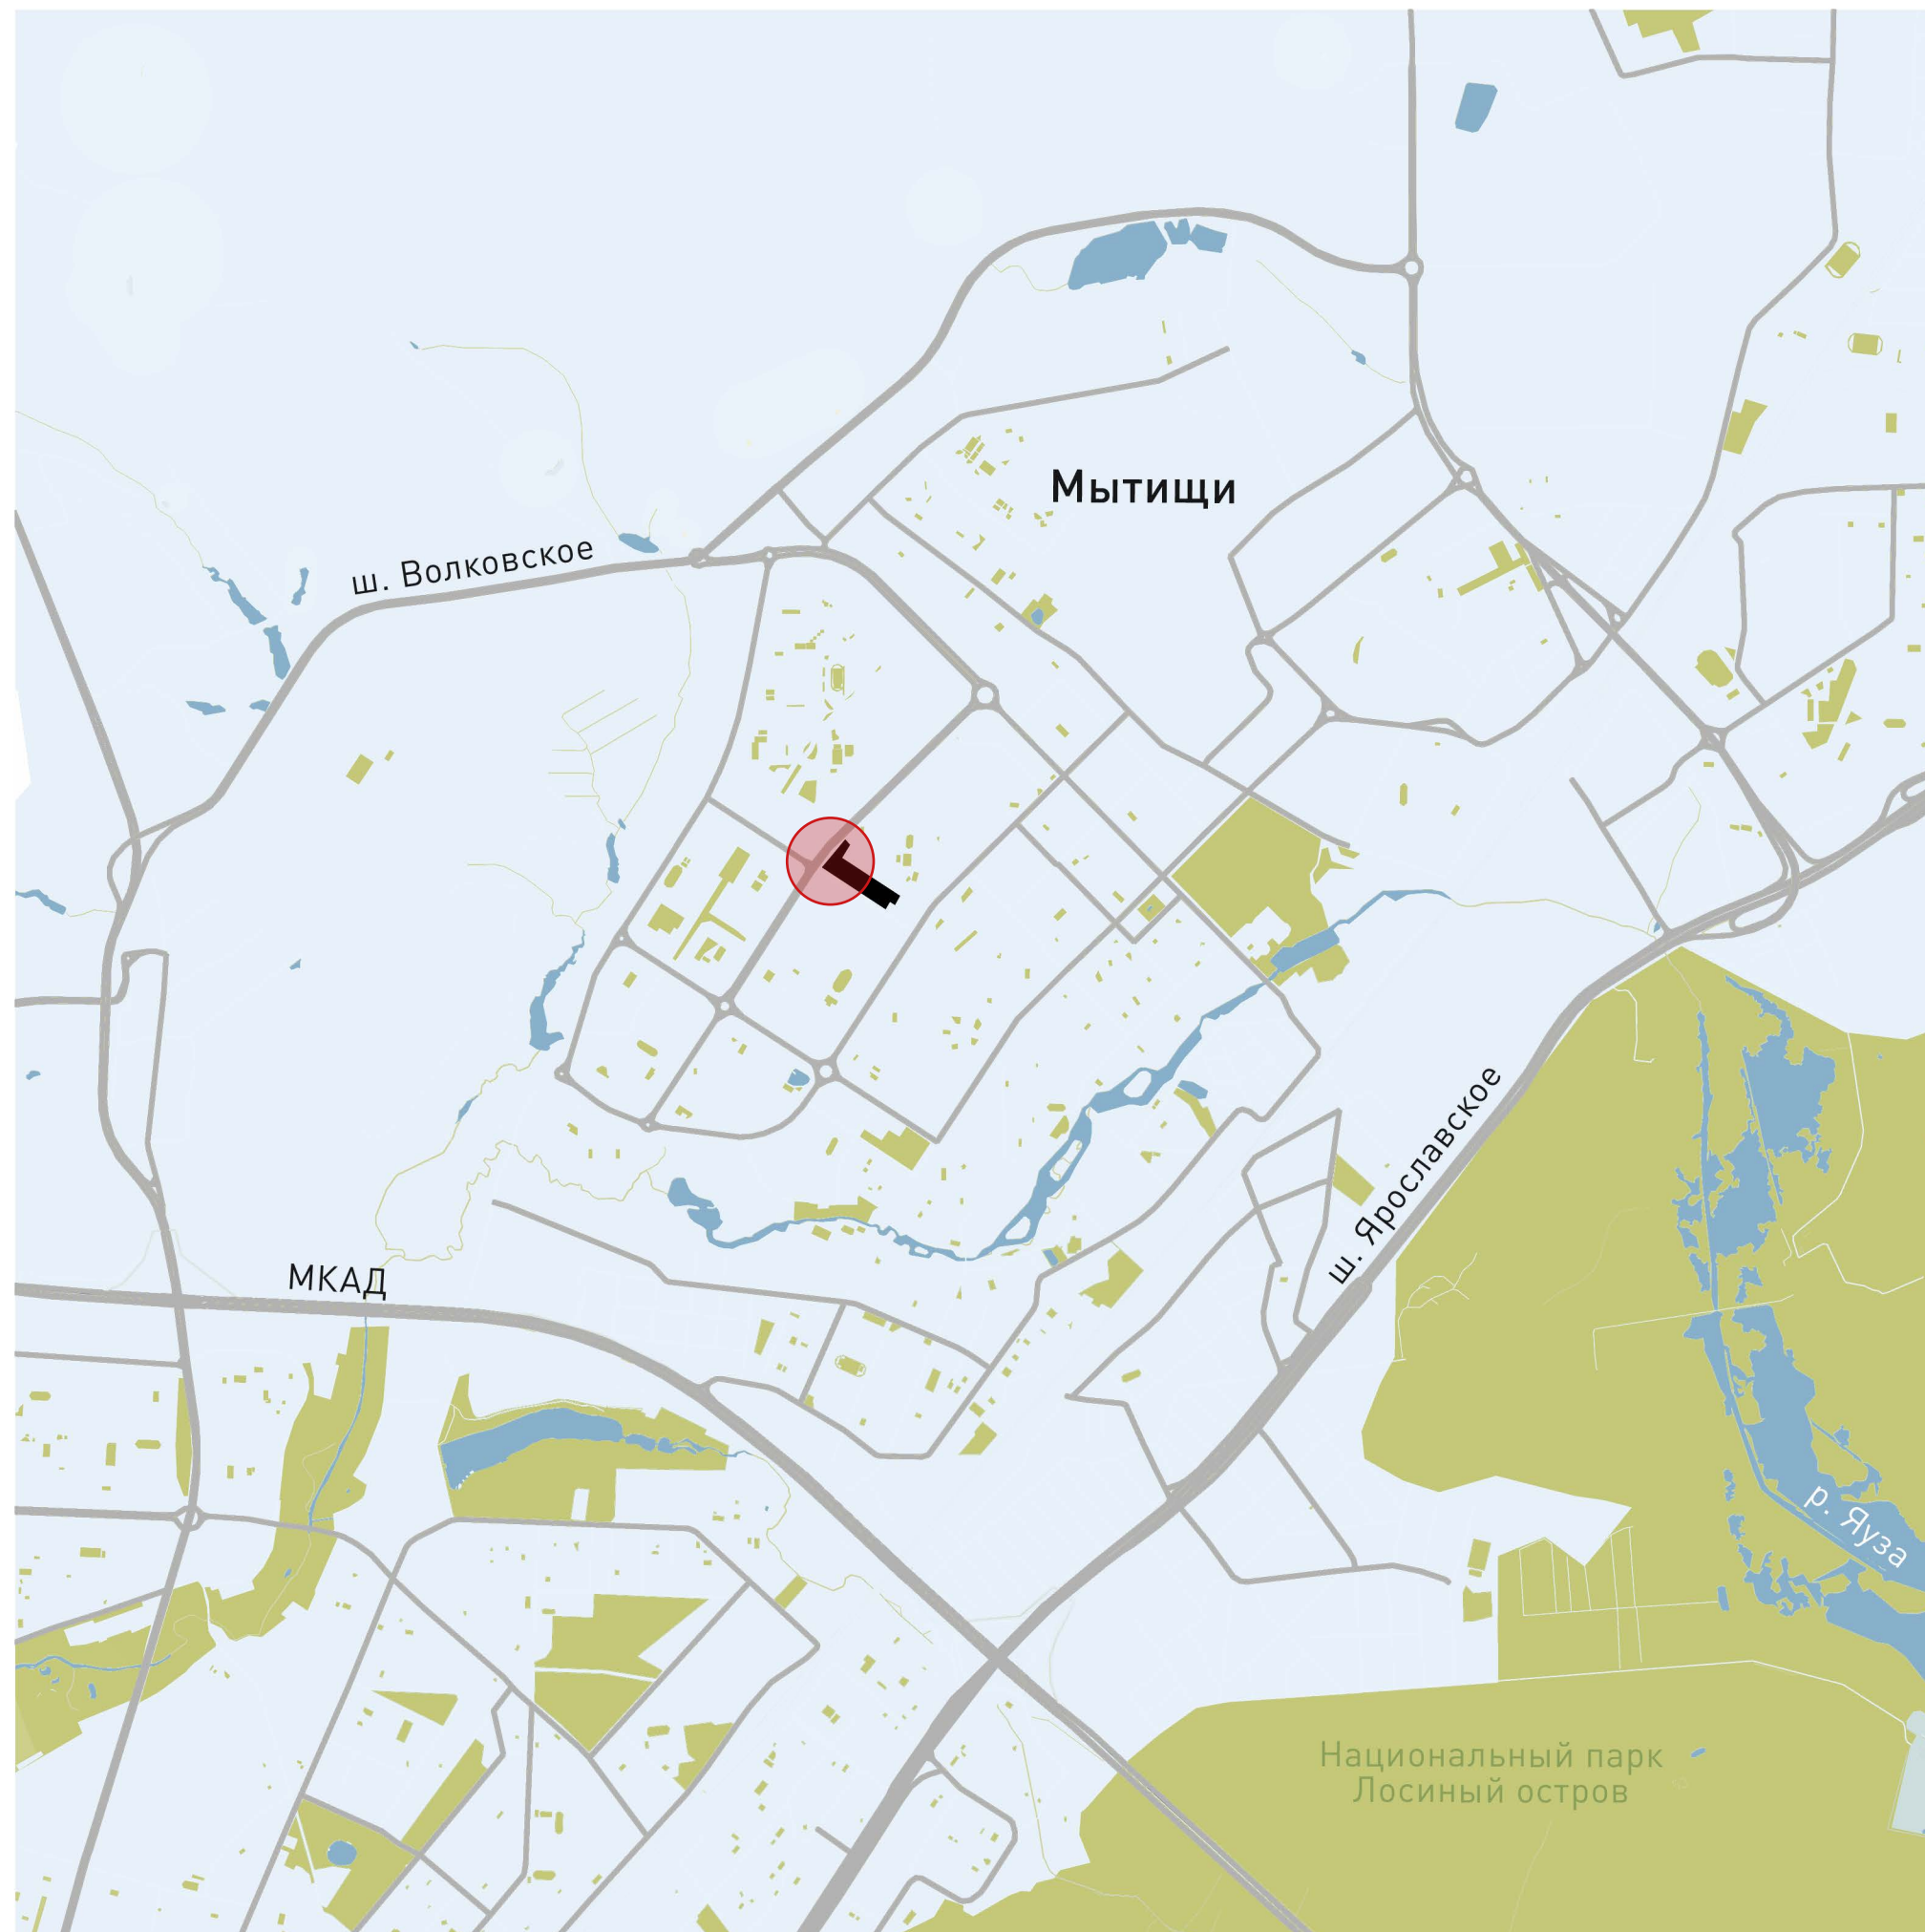 Мытищи
ш. Волковское
ш. Ярославское
МКАД
р. Яуза
Национальный парк
Лосиный остров